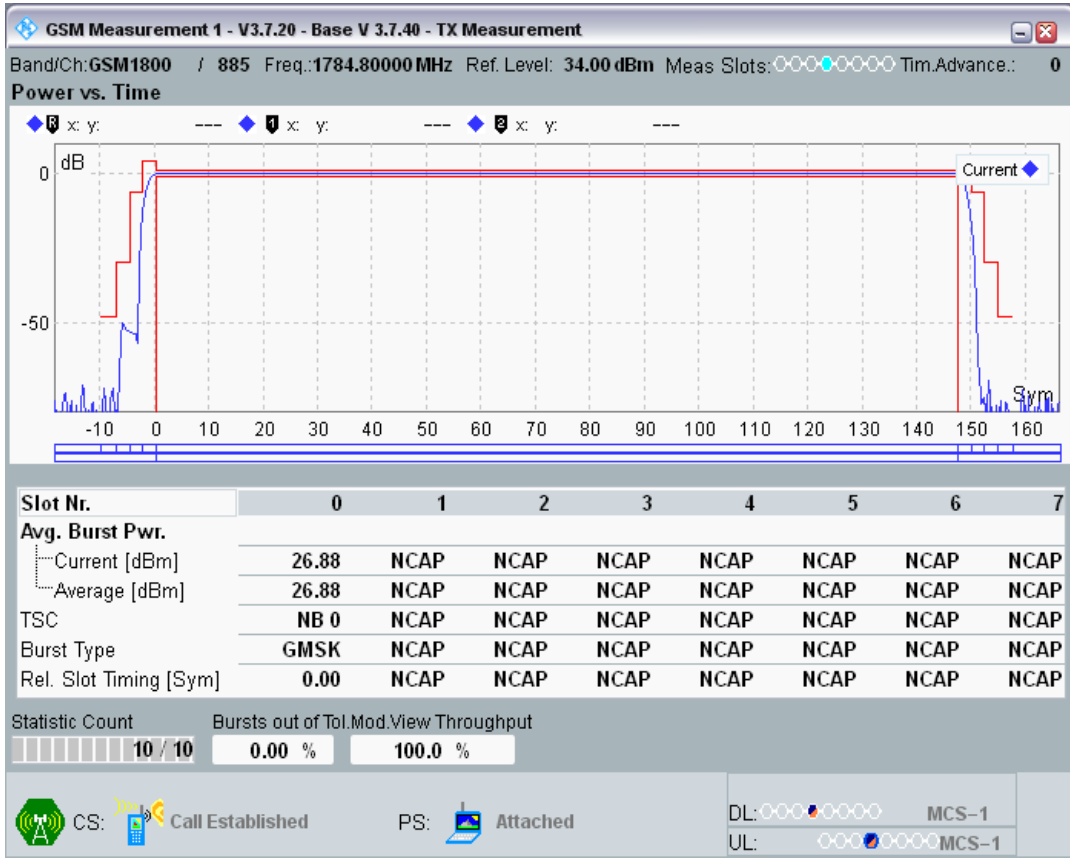 GSM Measurement 1 - V3.7.20 - Base V 3.7.40 - TX Measurement
Band/Ch:GSM1800 / 885 Freq.:1784.80000 MHz Ref. Level: 34.00 dBm Meas Slots: Tim.Advance.: 0
Power vs. Time
R x: y: --- 1 x: y: --- 2 x: y: ---
dB
Current
0
-50
Sym
-10 0 10 20 30 40 50 60 70 80 90 100 110 120 130 140 150 160
Slot Nr. 0 1 2 3 4 5 6 7
Avg. Burst Pwr.
Current [dBm] 26.88 NCAP NCAP NCAP NCAP NCAP NCAP NCAP
Average [dBm] 26.88 NCAP NCAP NCAP NCAP NCAP NCAP NCAP
TSC NB 0 NCAP NCAP NCAP NCAP NCAP NCAP NCAP
Burst Type GMSK NCAP NCAP NCAP NCAP NCAP NCAP NCAP
Rel. Slot Timing [Sym] 0.00 NCAP NCAP NCAP NCAP NCAP NCAP NCAP
Statistic Count Bursts out of Tol.Mod.View Throughput
10 / 10 0.00 % 100.0 %
CS: Call Established PS: Attached
DL: MCS-1
UL: MCS-1